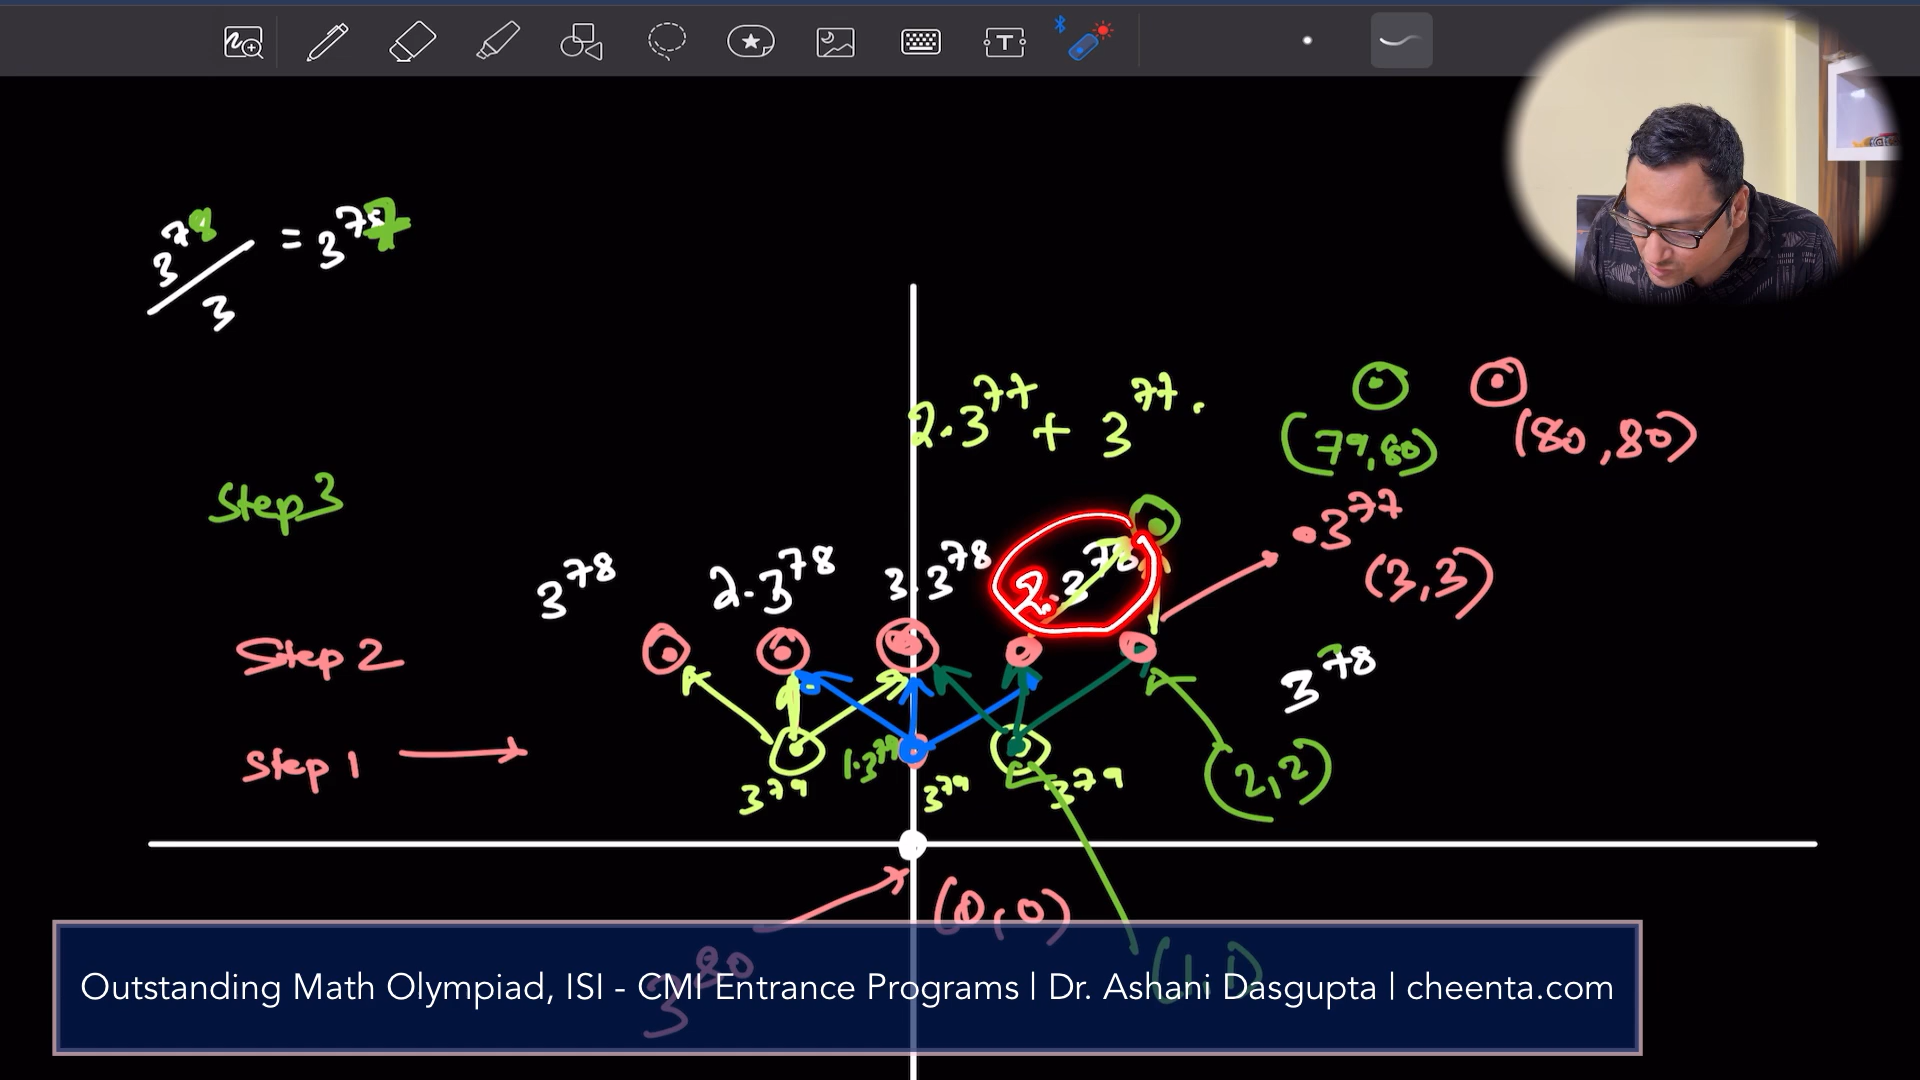 3^78 / 3 = 3^77
2.3^77 + 3^77.
(79,80) (80,80)
Step 3
.3^77
(3,3)
3^78 2.3^78 3.3^78 2.3^78
Step 2
3^78
Step 1
1.3^79
(2,2)
3^79 3^79 3^79
(0,0)
3^80 (1,1)
Outstanding Math Olympiad, ISI - CMI Entrance Programs | Dr. Ashani Dasgupta | cheenta.com